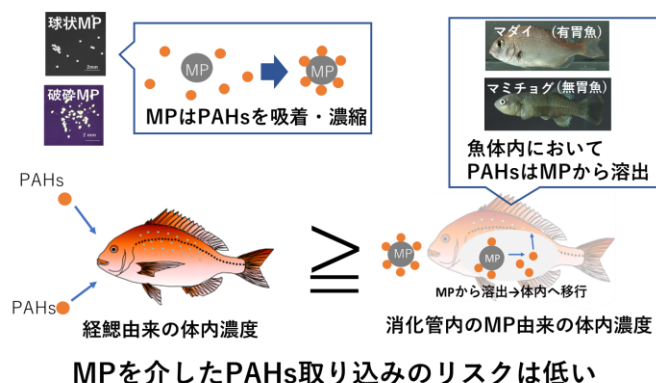 球状MP
2mm
破砕MP
2 mm
MP
MP
MPはPAHsを吸着・濃縮
マダイ (有胃魚)
マミチョグ (無胃魚)
魚体内において
PAHsはMPから溶出
PAHs
PAHs
経鰓由来の体内濃度
≧
MP
MP
MPから溶出→体内へ移行
消化管内のMP由来の体内濃度
MPを介したPAHs取り込みのリスクは低い